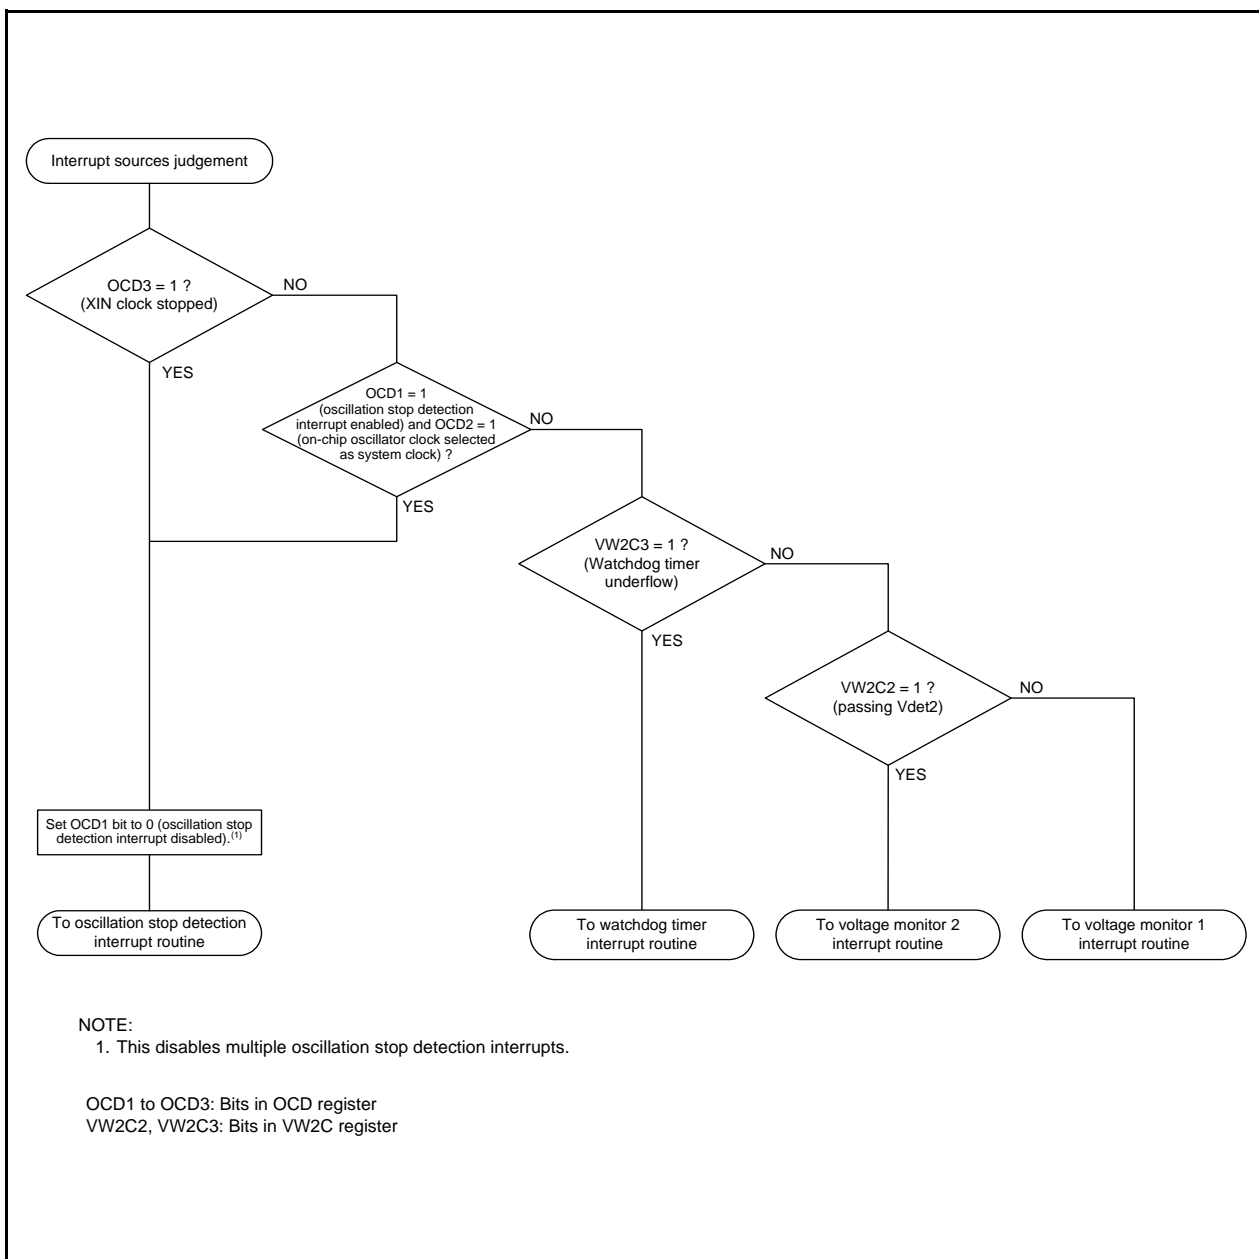 Interrupt sources judgement
OCD3 = 1 ?
(XIN clock stopped)
NO
YES
OCD1 = 1
(oscillation stop detection
interrupt enabled) and OCD2 = 1
(on-chip oscillator clock selected
as system clock) ?
NO
YES
VW2C3 = 1 ?
(Watchdog timer
underflow)
NO
YES
VW2C2 = 1 ?
(passing Vdet2)
NO
YES
Set OCD1 bit to 0 (oscillation stop
detection interrupt disabled).(1)
To oscillation stop detection
interrupt routine
To watchdog timer
interrupt routine
To voltage monitor 2
interrupt routine
To voltage monitor 1
interrupt routine
NOTE:
1. This disables multiple oscillation stop detection interrupts.
OCD1 to OCD3: Bits in OCD register
VW2C2, VW2C3: Bits in VW2C register